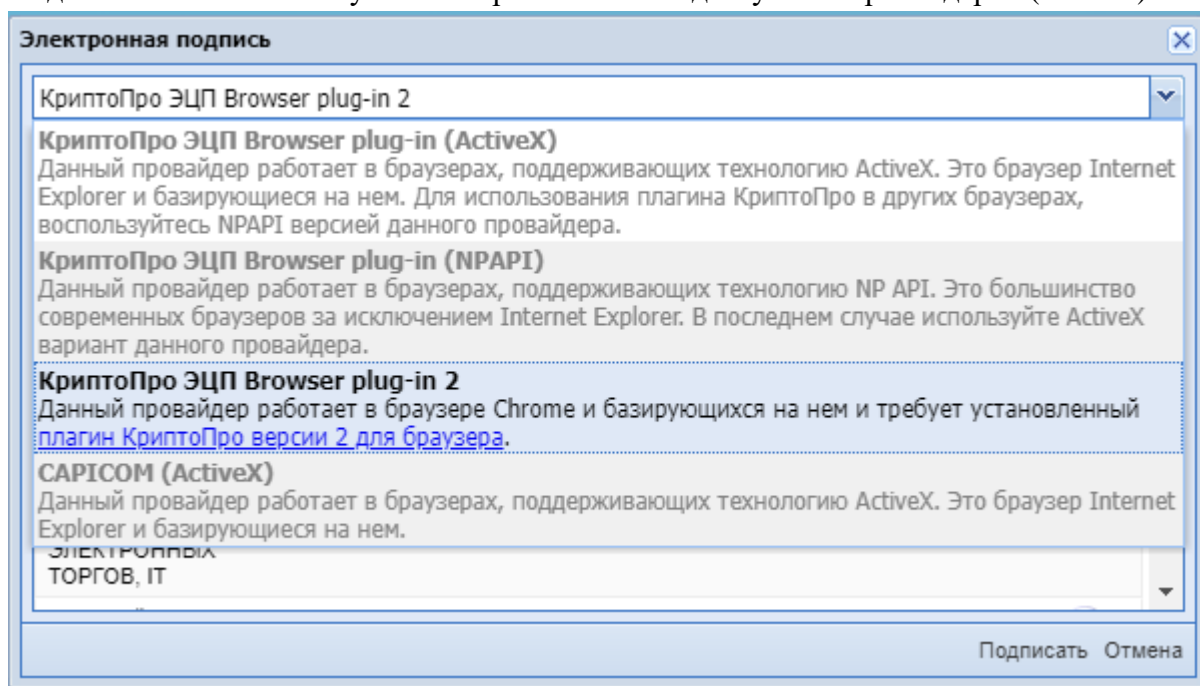 Электронная подпись
КриптоПро ЭЦП Browser plug-in 2
КриптоПро ЭЦП Browser plug-in (ActiveX)
Данный провайдер работает в браузерах, поддерживающих технологию ActiveX. Это браузер Internet
Explorer и базирующиеся на нем. Для использования плагина КриптоПро в других браузерах,
воспользуйтесь NPAPI версией данного провайдера.
КриптоПро ЭЦП Browser plug-in (NPAPI)
Данный провайдер работает в браузерах, поддерживающих технологию NP API. Это большинство
современных браузеров за исключением Internet Explorer. В последнем случае используйте ActiveX
вариант данного провайдера.
КриптоПро ЭЦП Browser plug-in 2
Данный провайдер работает в браузере Chrome и базирующихся на нем и требует установленный
плагин КриптоПро версии 2 для браузера.
CAPICOM (ActiveX)
Данный провайдер работает в браузерах, поддерживающих технологию ActiveX. Это браузер Internet
Explorer и базирующиеся на нем.
ЭЛЕКТРОННЫХ
ТОРГОВ, IT
Подписать Отмена